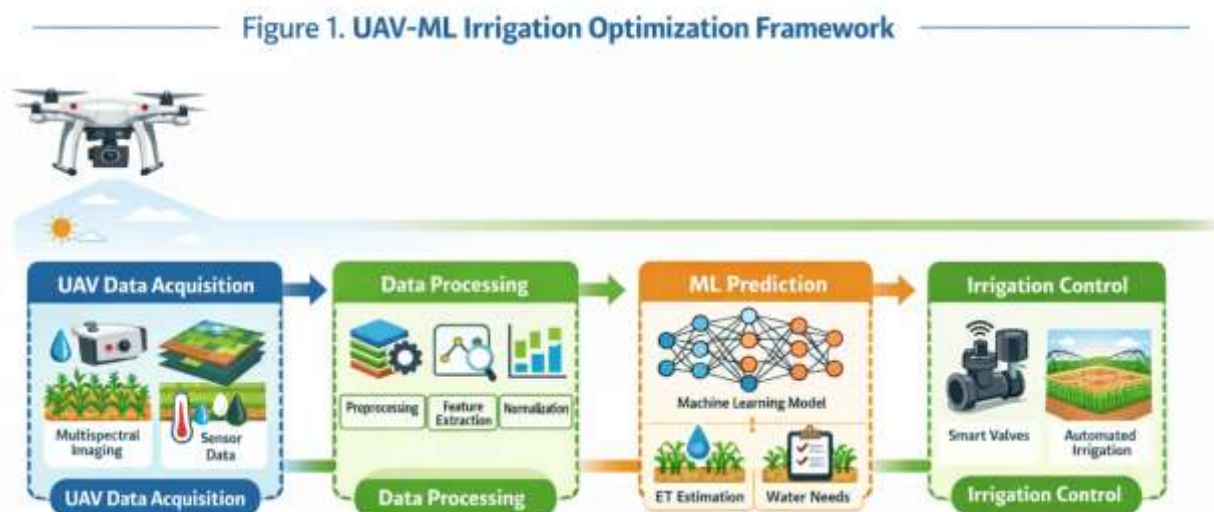 Figure 1. UAV-ML Irrigation Optimization Framework
UAV Data Acquisition
Multispectral
Imaging
Sensor
Data
UAV Data Acquisition
Data Processing
Preprocessing
Feature
Extraction
Normalization
Data Processing
ML Prediction
Machine Learning Model
ET Estimation
Water Needs
Irrigation Control
Smart Valves
Automated
Irrigation
Irrigation Control